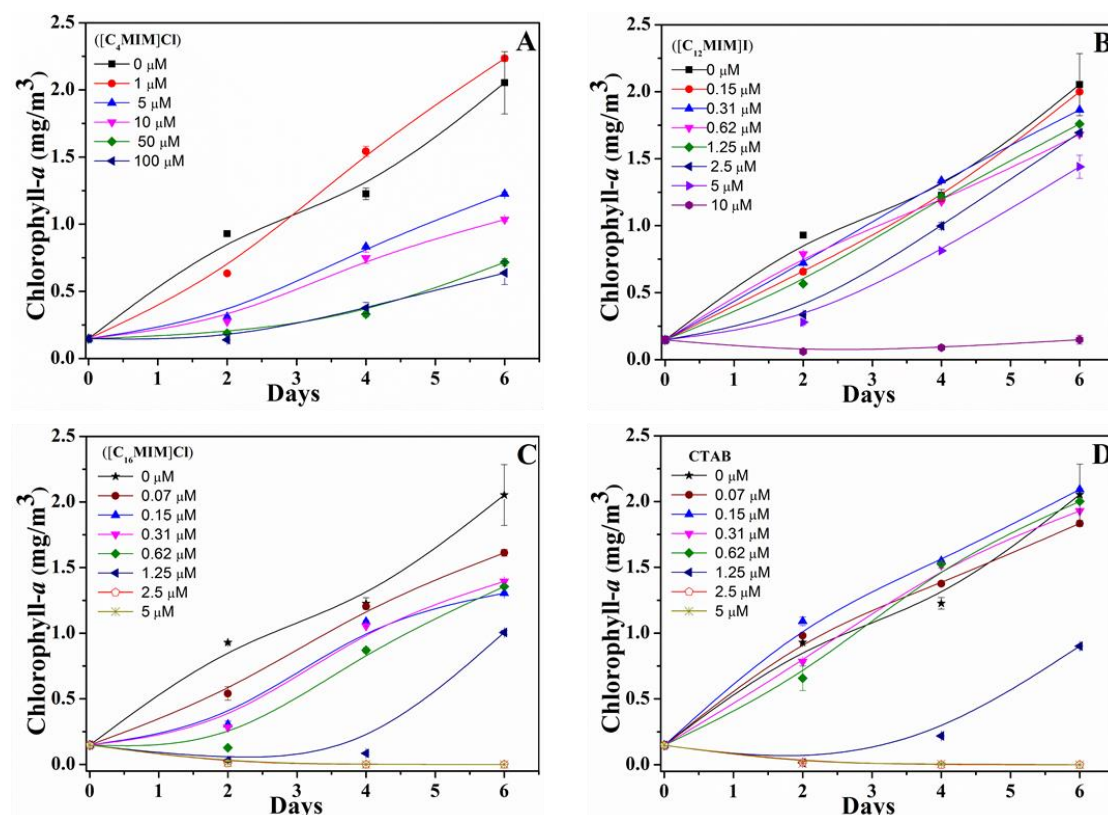 ([C₄MIM]Cl)
A
0 μM
1 μM
5 μM
10 μM
50 μM
100 μM
Chlorophyll-a (mg/m³)
2.5
2.0
1.5
1.0
0.5
0.0
0 1 2 3 4 5 6
Days
([C₁₂MIM]I)
B
0 μM
0.15 μM
0.31 μM
0.62 μM
1.25 μM
2.5 μM
5 μM
10 μM
Chlorophyll-a (mg/m³)
2.5
2.0
1.5
1.0
0.5
0.0
0 1 2 3 4 5 6
Days
([C₁₆MIM]Cl)
C
0 μM
0.07 μM
0.15 μM
0.31 μM
0.62 μM
1.25 μM
2.5 μM
5 μM
Chlorophyll-a (mg/m³)
2.5
2.0
1.5
1.0
0.5
0.0
0 1 2 3 4 5 6
Days
CTAB
D
0 μM
0.07 μM
0.15 μM
0.31 μM
0.62 μM
1.25 μM
2.5 μM
5 μM
Chlorophyll-a (mg/m³)
2.5
2.0
1.5
1.0
0.5
0.0
0 1 2 3 4 5 6
Days